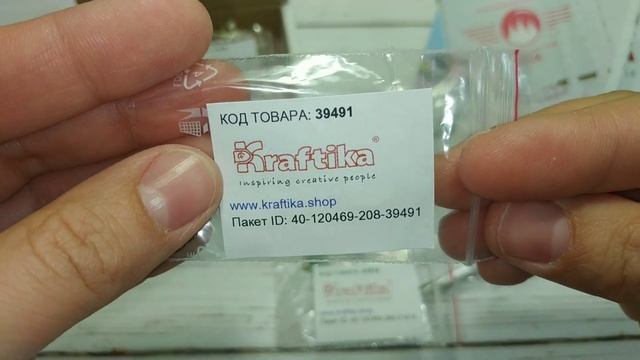 КОД ТОВАРА: 39491
Kraftika®
Inspiring creative people
www.kraftika.shop
Пакет ID: 40-120469-208-39491